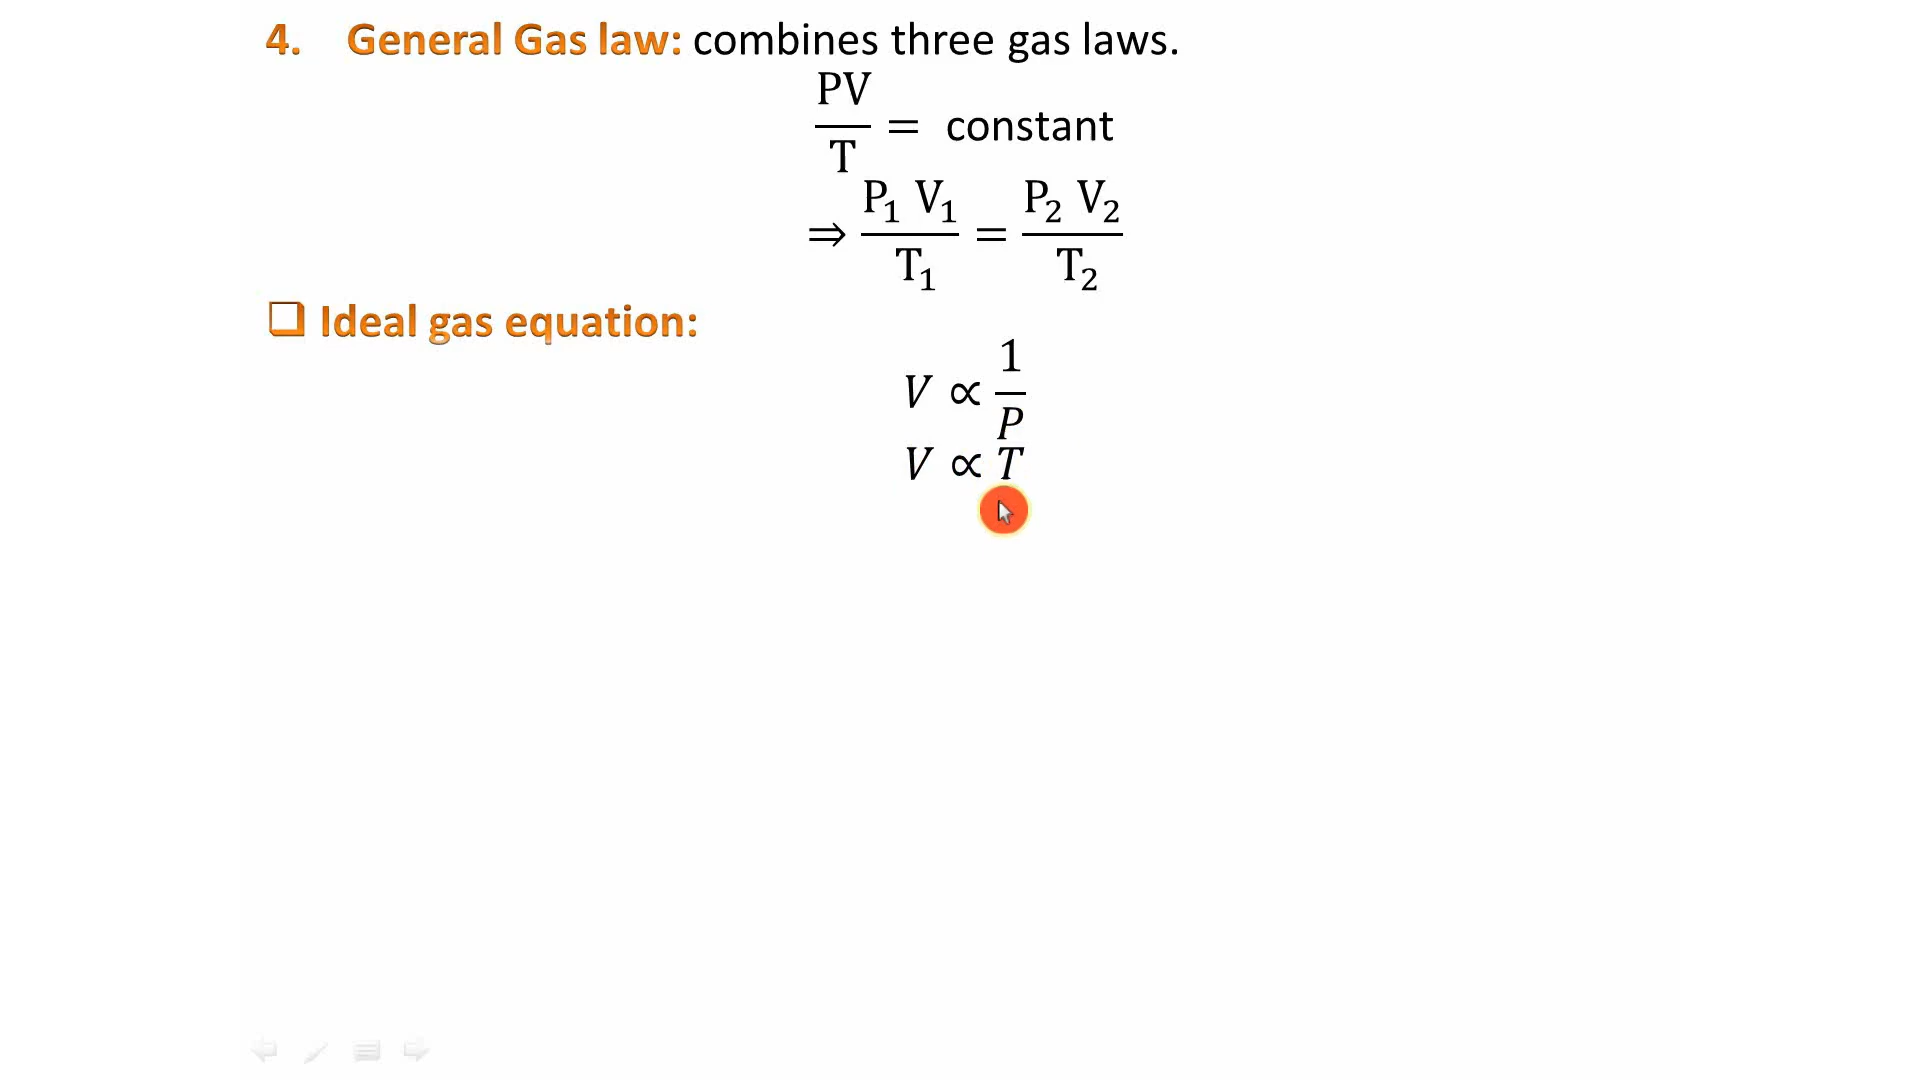 4. General Gas law: combines three gas laws.
PV/T = constant
⇒ P₁ V₁/T₁ = P₂ V₂/T₂
❑ Ideal gas equation:
V ∝ 1/P
V ∝ T